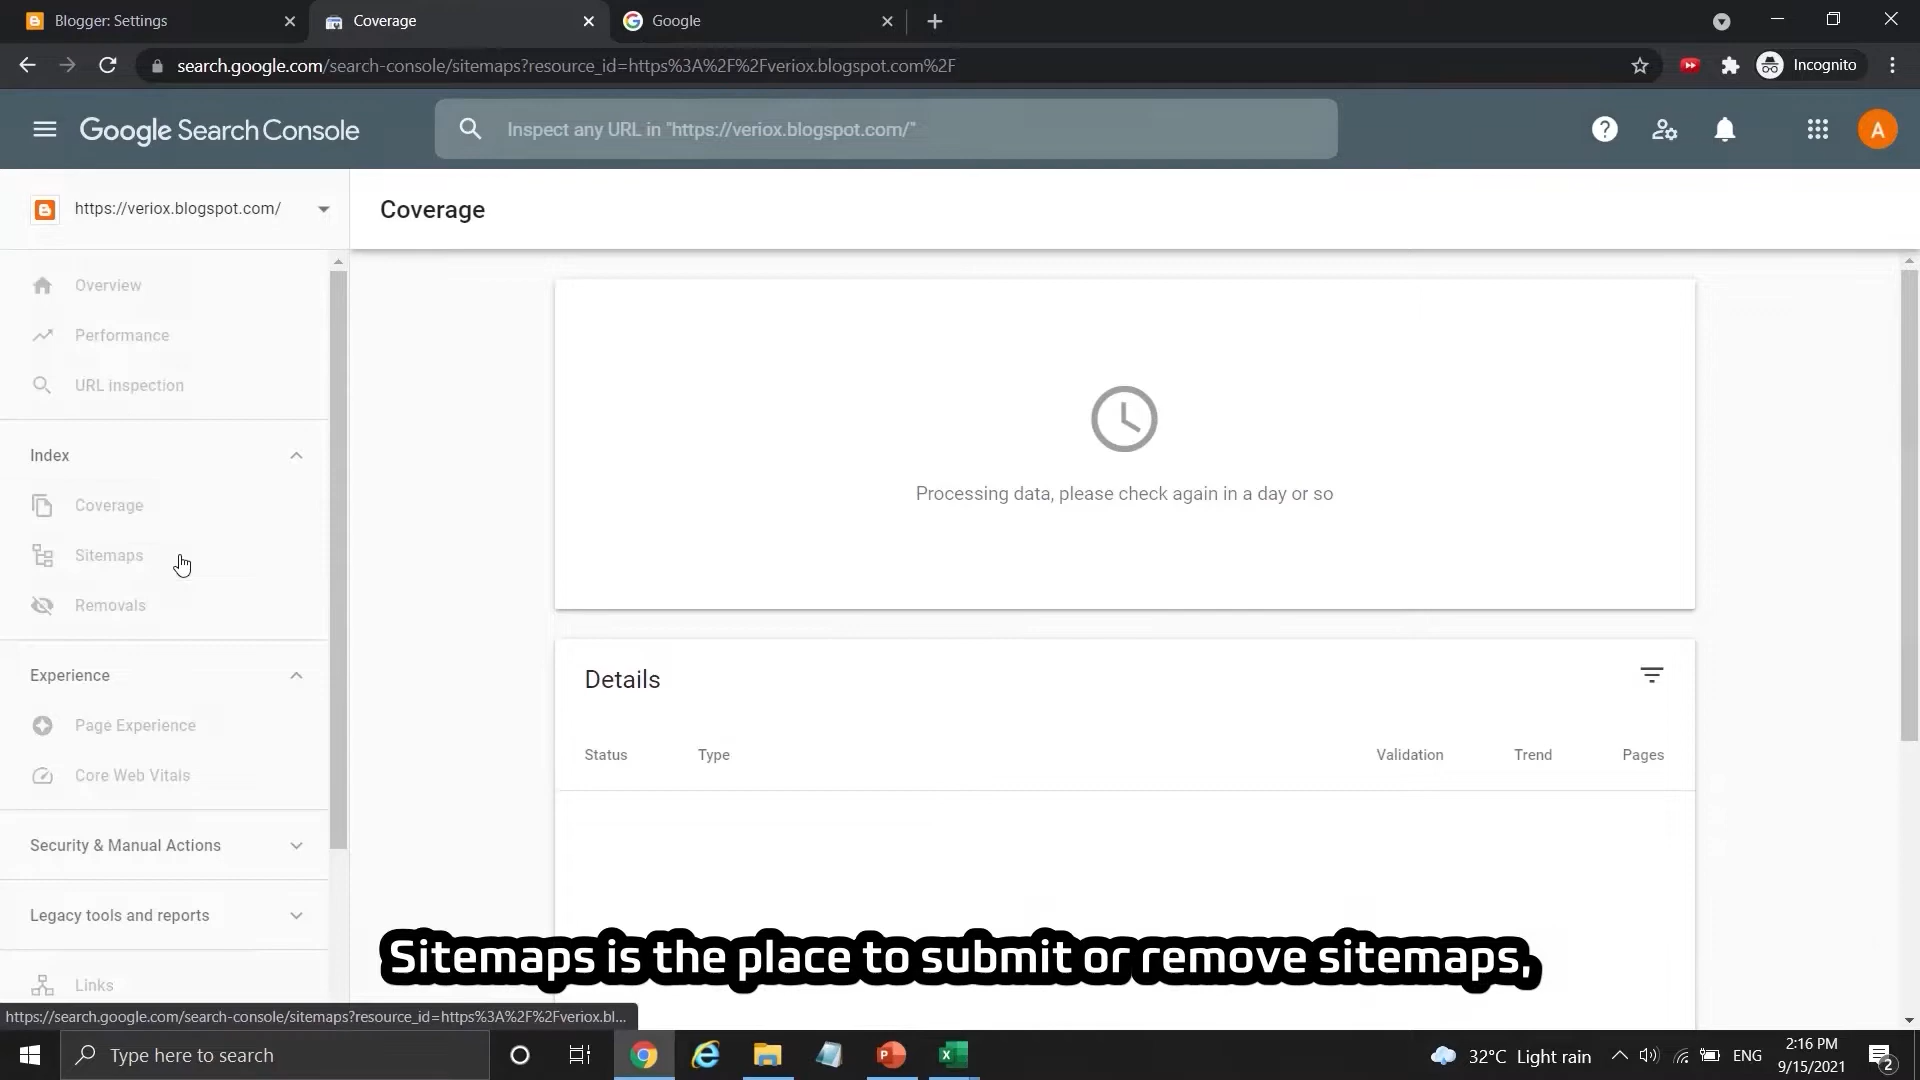 Blogger: Settings
Coverage
Google
search.google.com/search-console/sitemaps?resource_id=https%3A%2F%2Fveriox.blogspot.com%2F
Incognito
Google Search Console
Inspect any URL in "https://veriox.blogspot.com/"
A
https://veriox.blogspot.com/
Coverage
Overview
Performance
URL inspection
Index
Coverage
Sitemaps
Removals
Experience
Page Experience
Core Web Vitals
Security & Manual Actions
Legacy tools and reports
Links
Processing data, please check again in a day or so
Details
Status Type Validation Trend Pages
Sitemaps is the place to submit or remove sitemaps,
https://search.google.com/search-console/sitemaps?resource_id=https%3A%2F%2Fveriox.bl...
Type here to search
32°C Light rain
ENG
2:16 PM
9/15/2021
2